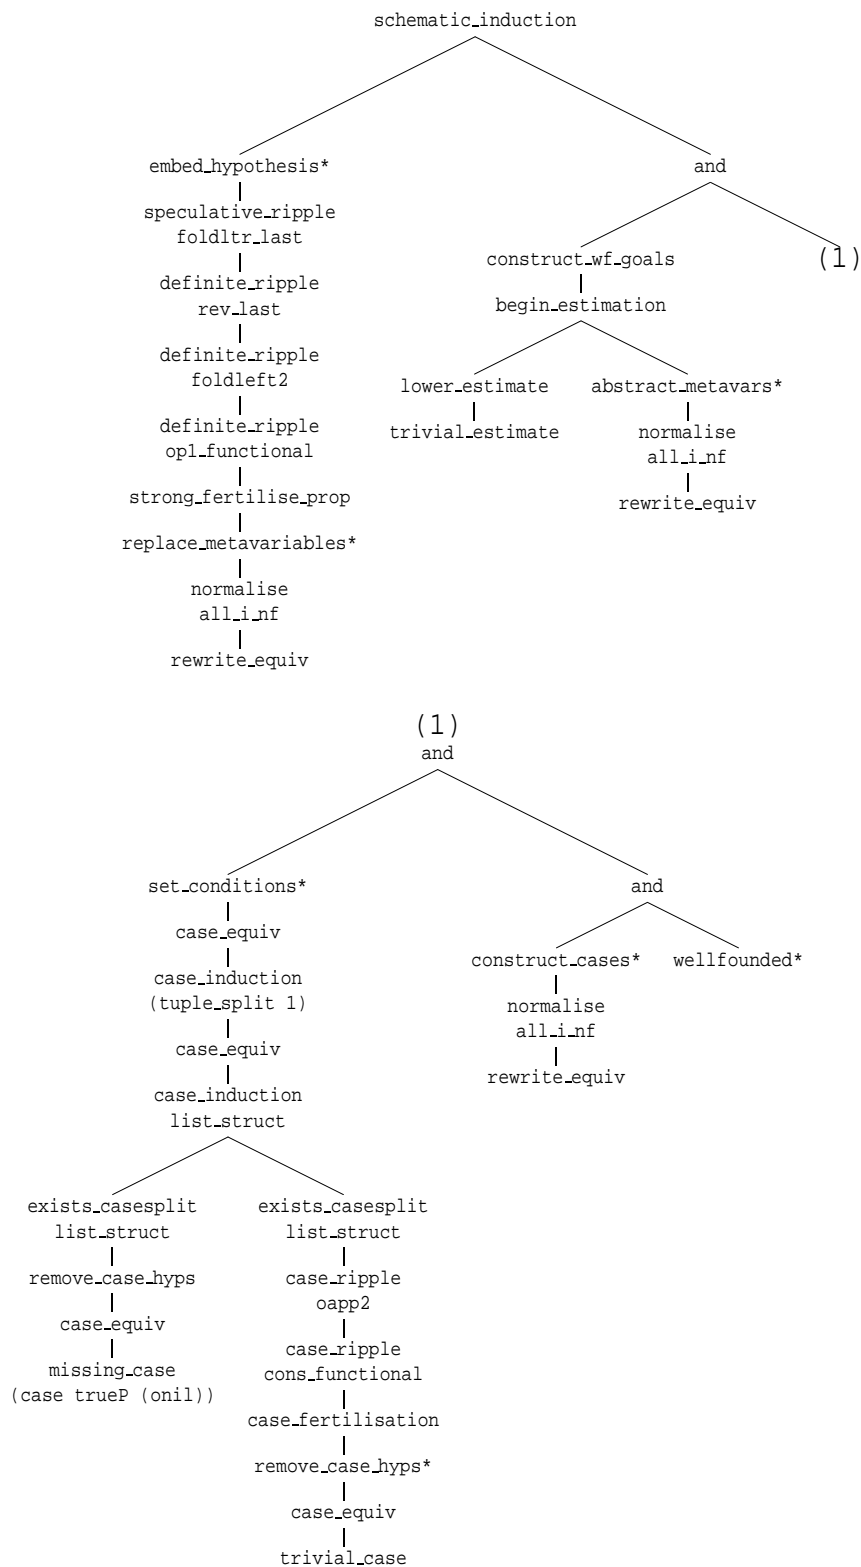 schematic_induction
embed_hypothesis*
and
speculative_ripple
foldltr_last
construct_wf_goals
(1)
definite_ripple
rev_last
begin_estimation
definite_ripple
foldleft2
lower_estimate
abstract_metavars*
definite_ripple
op1_functional
trivial_estimate
normalise
all_i_nf
strong_fertilise_prop
rewrite_equiv
replace_metavariables*
normalise
all_i_nf
rewrite_equiv
(1)
and
set_conditions*
and
case_equiv
construct_cases*
wellfounded*
case_induction
(tuple_split 1)
normalise
all_i_nf
case_equiv
rewrite_equiv
case_induction
list_struct
exists_casesplit
list_struct
exists_casesplit
list_struct
remove_case_hyps
case_ripple
oapp2
case_equiv
case_ripple
cons_functional
missing_case
(case trueP (onil))
case_fertilisation
remove_case_hyps*
case_equiv
trivial_case